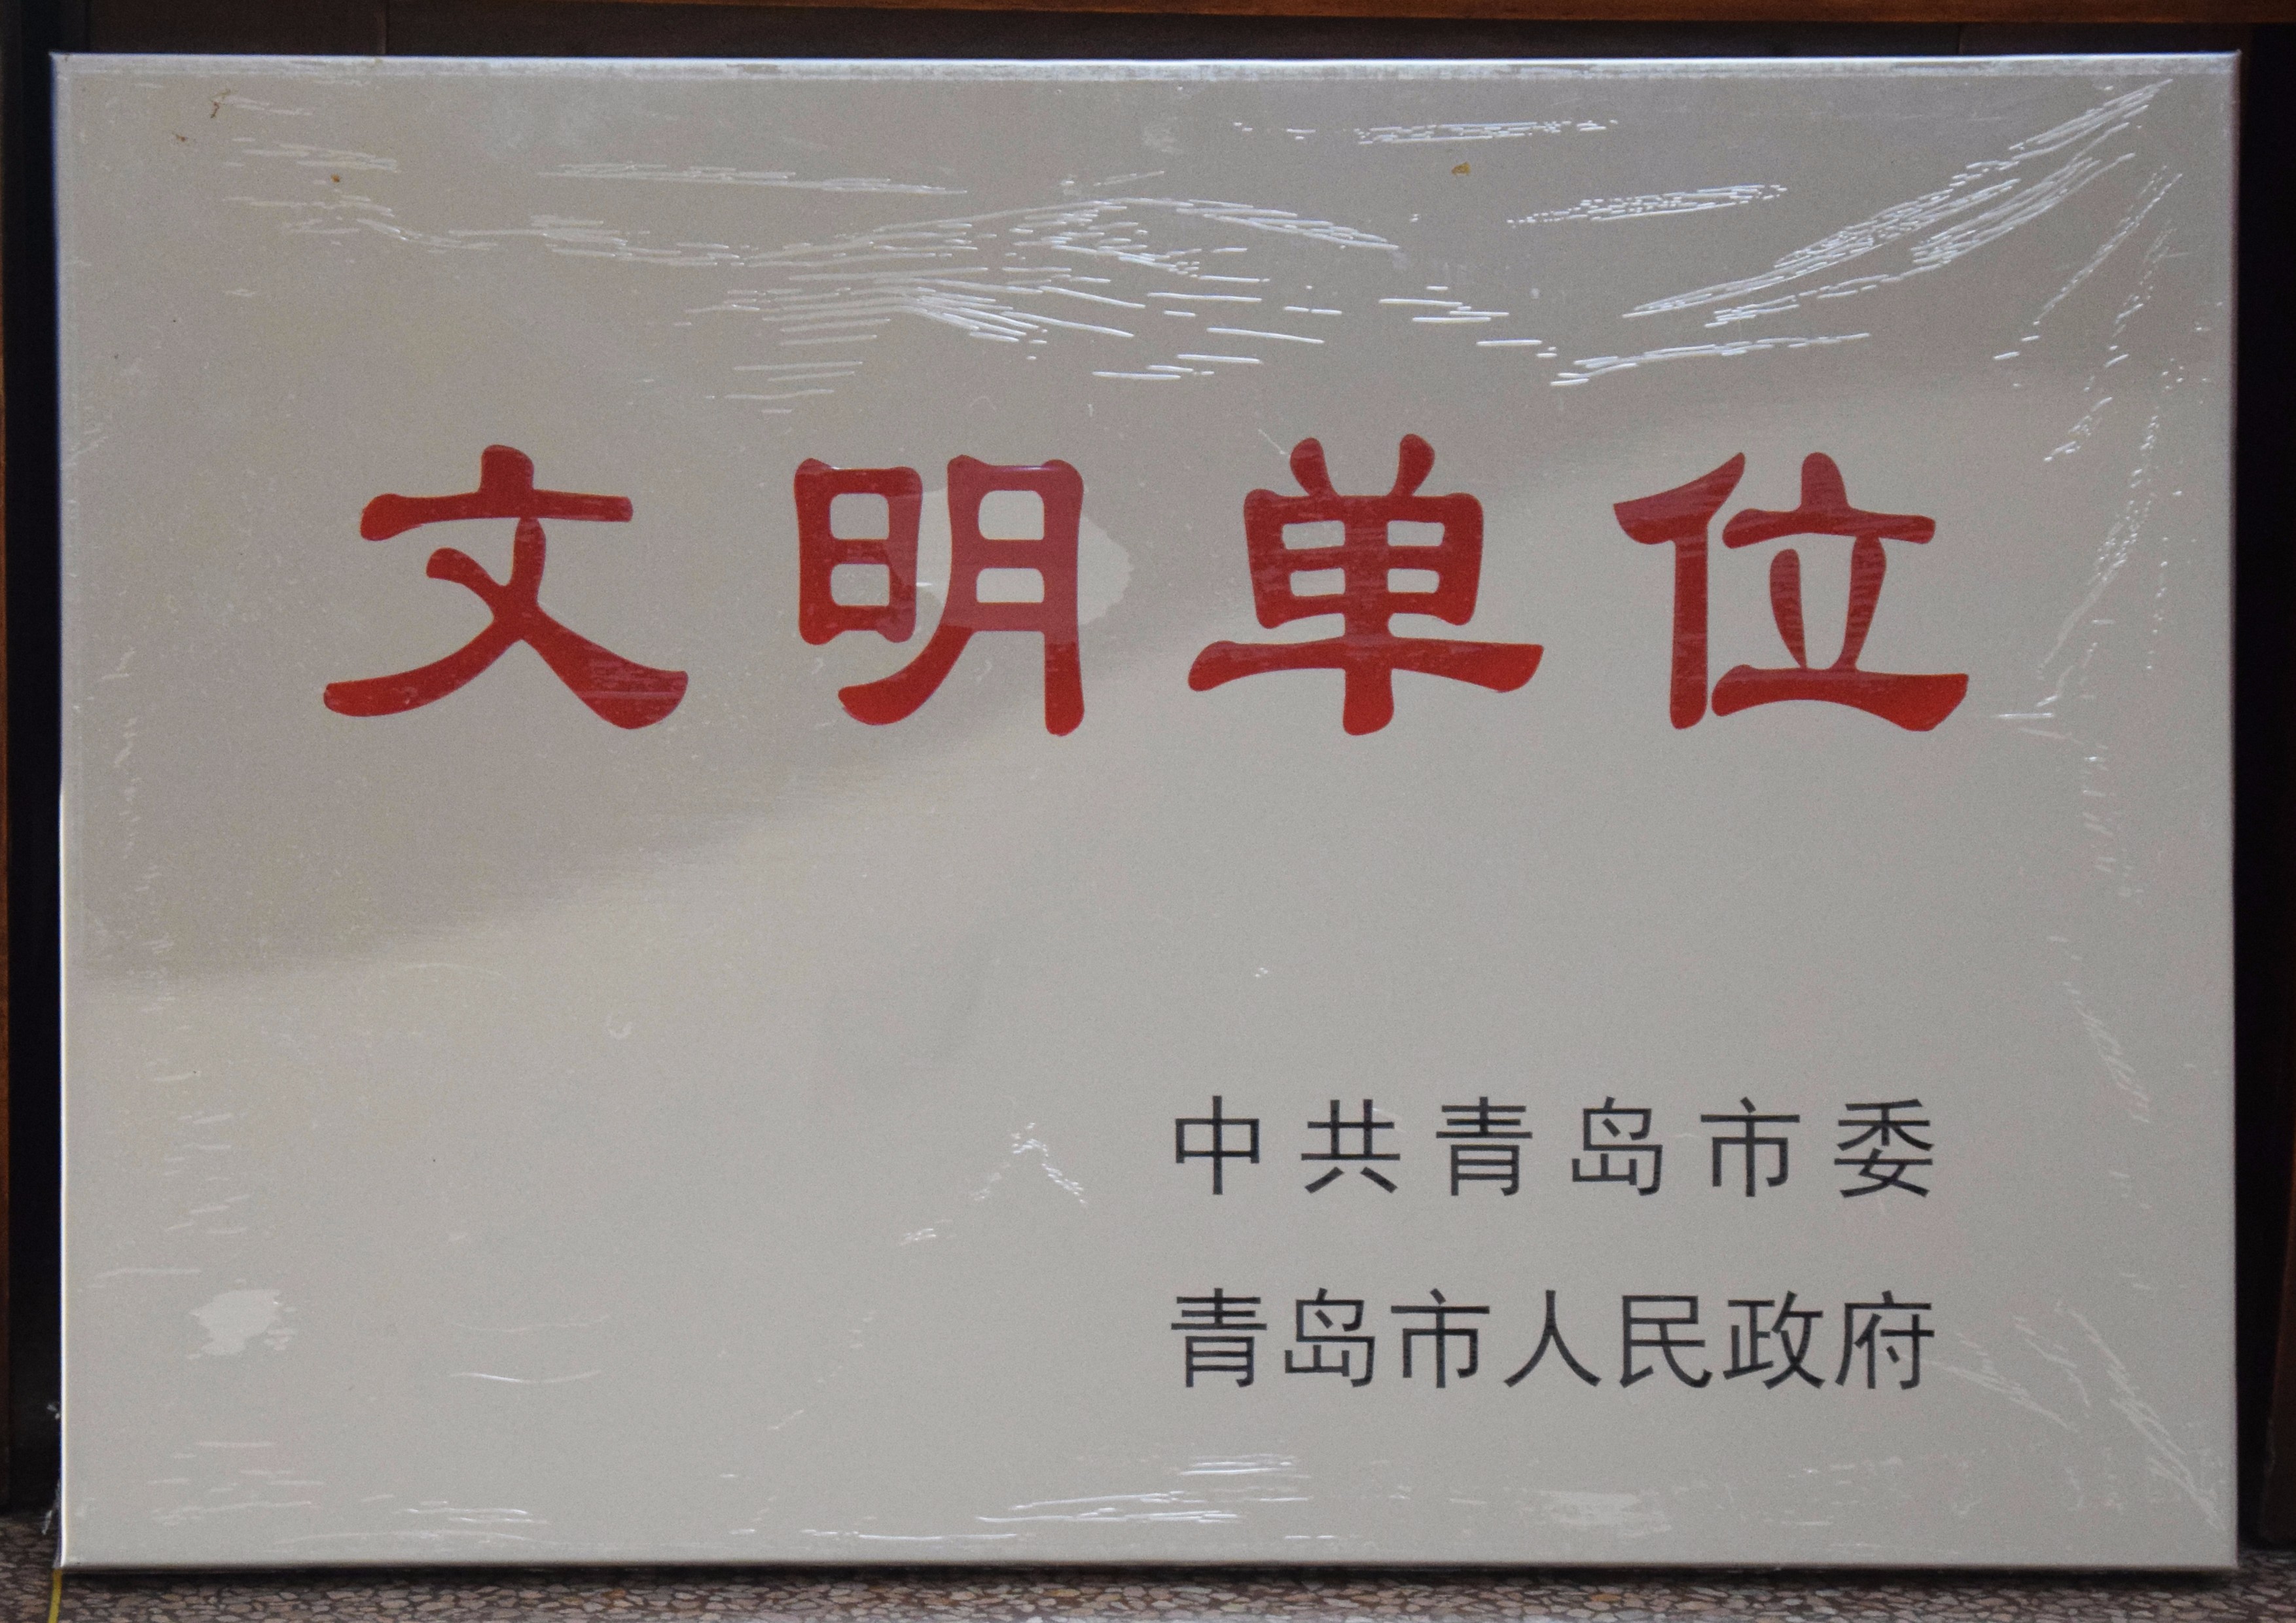 文明单位
中共青岛市委
青岛市人民政府